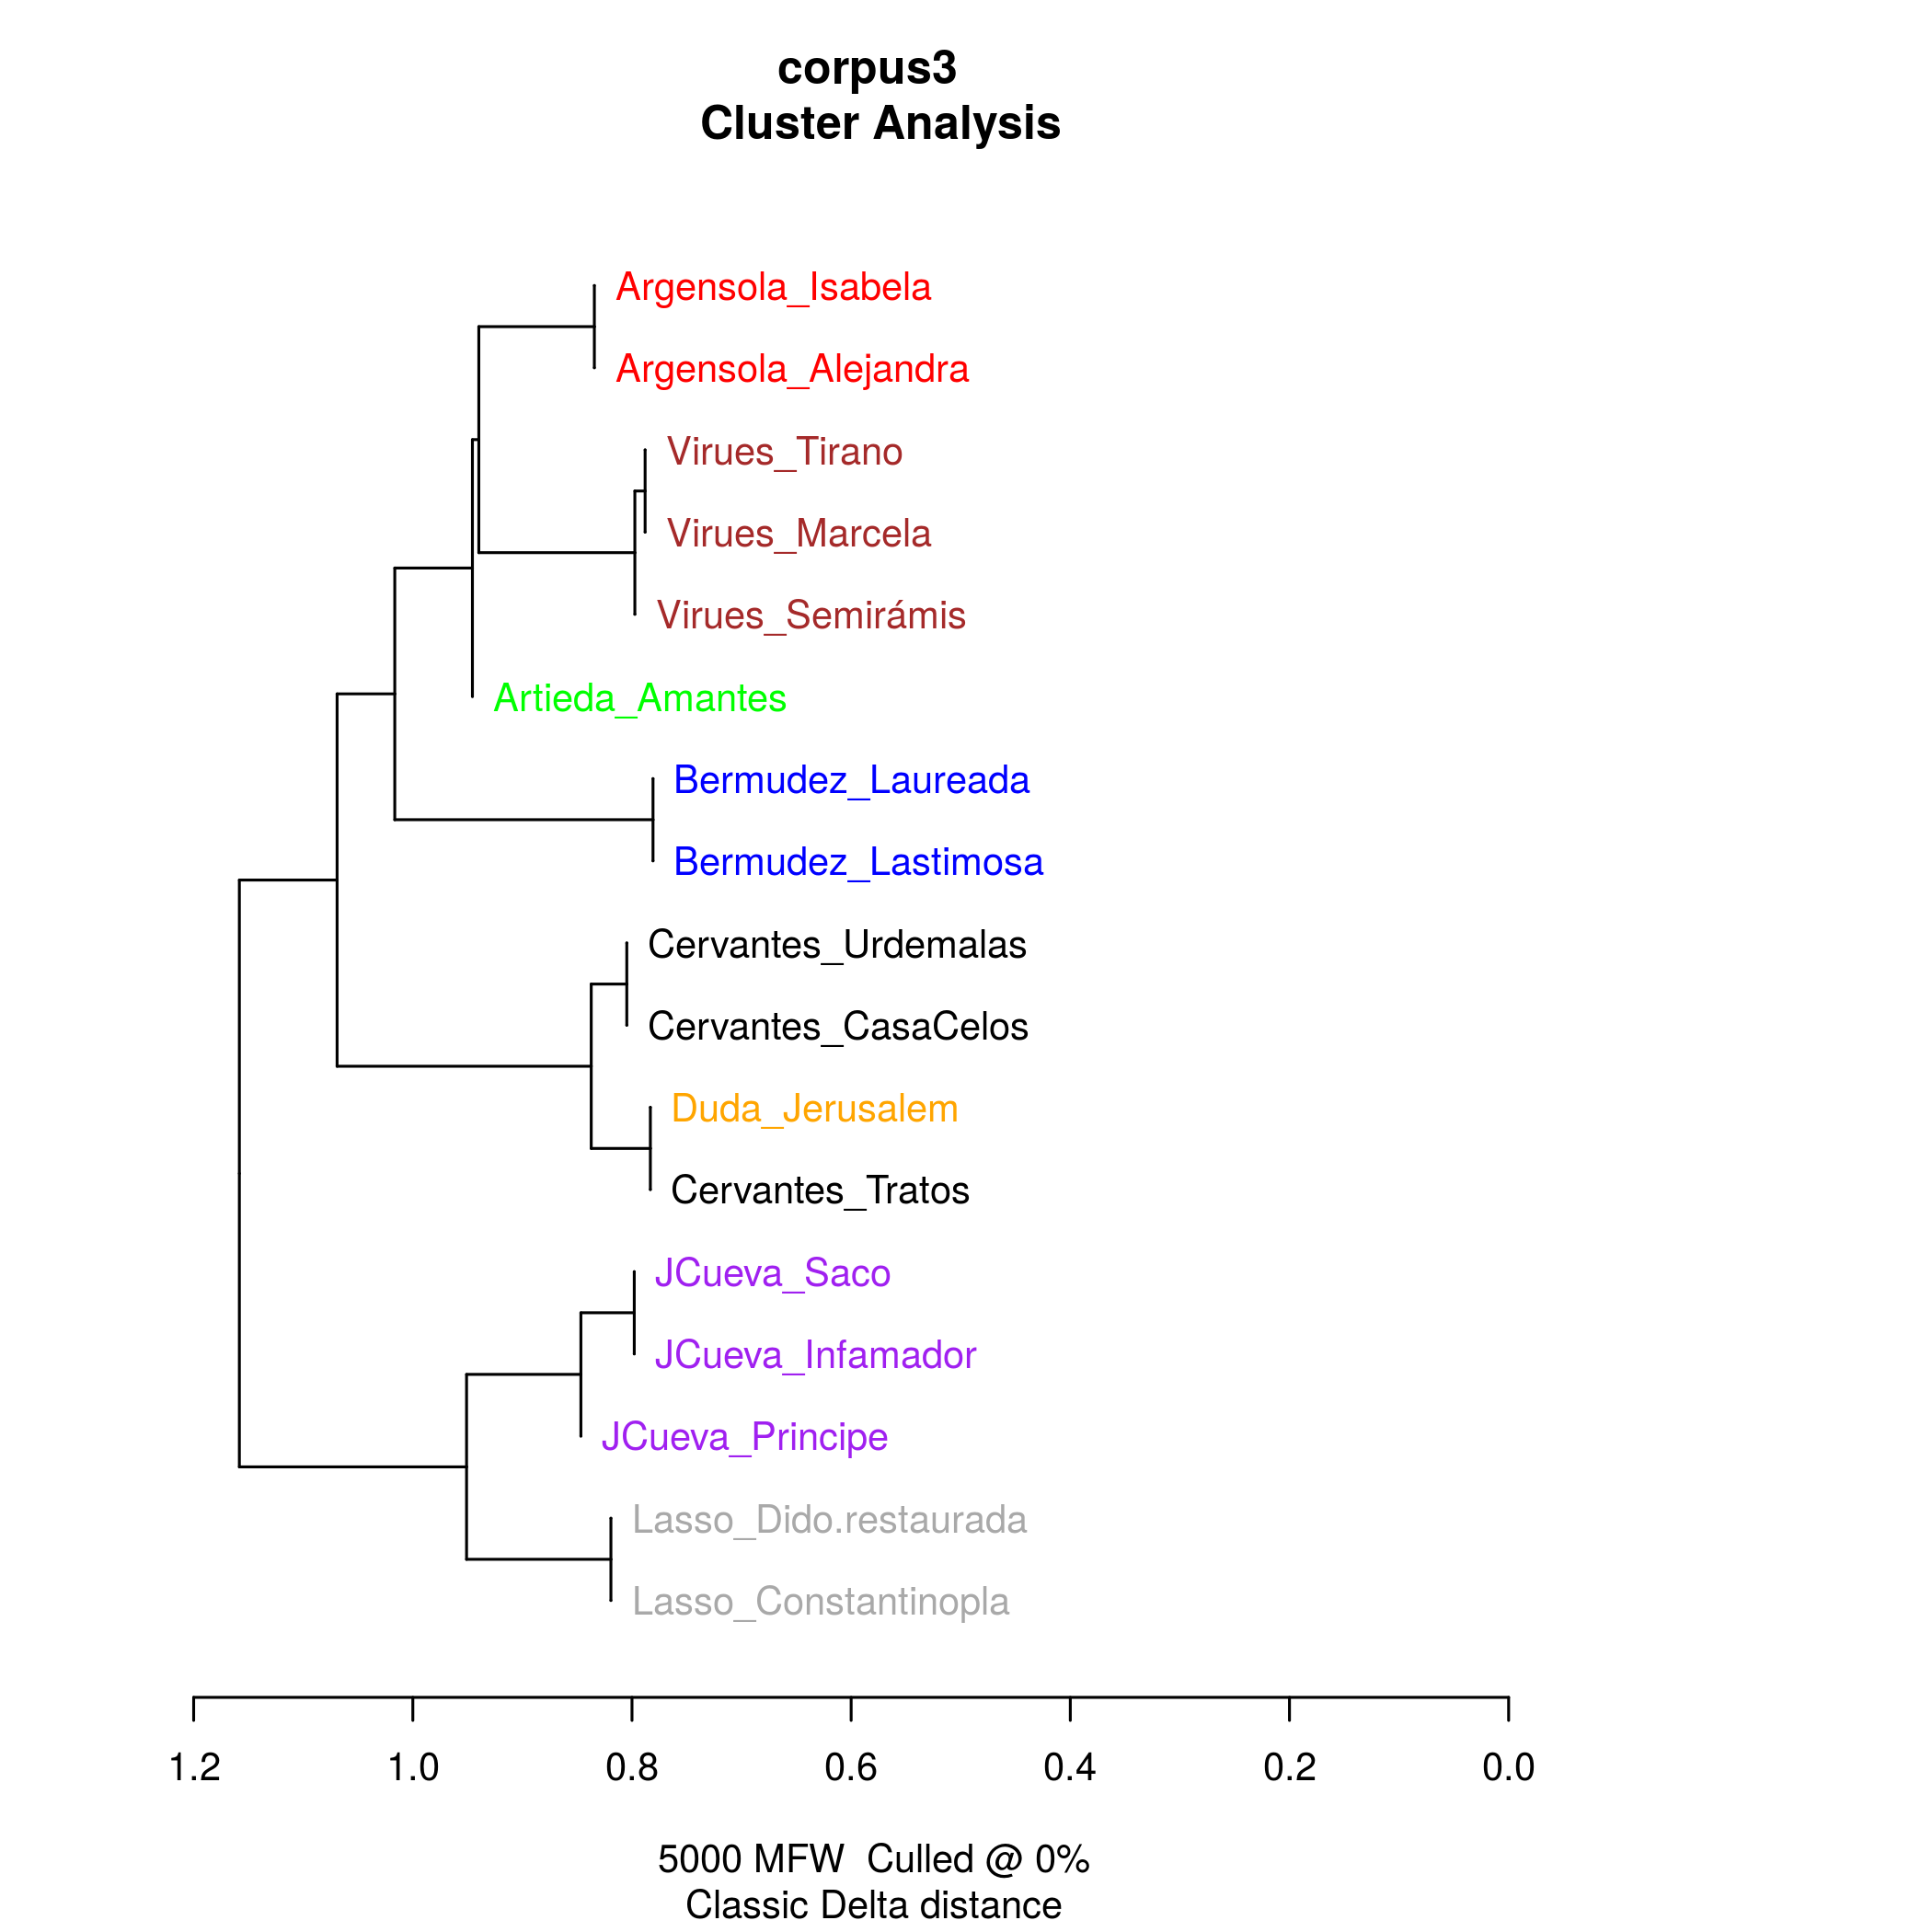 corpus3
Cluster Analysis
Argensola_Isabela
Argensola_Alejandra
Virues_Tirano
Virues_Marcela
Virues_Semirámis
Artieda_Amantes
Bermudez_Laureada
Bermudez_Lastimosa
Cervantes_Urdemalas
Cervantes_CasaCelos
Duda_Jerusalem
Cervantes_Tratos
JCueva_Saco
JCueva_Infamador
JCueva_Principe
Lasso_Dido.restaurada
Lasso_Constantinopla
1.2 1.0 0.8 0.6 0.4 0.2 0.0
5000 MFW  Culled @ 0%
Classic Delta distance